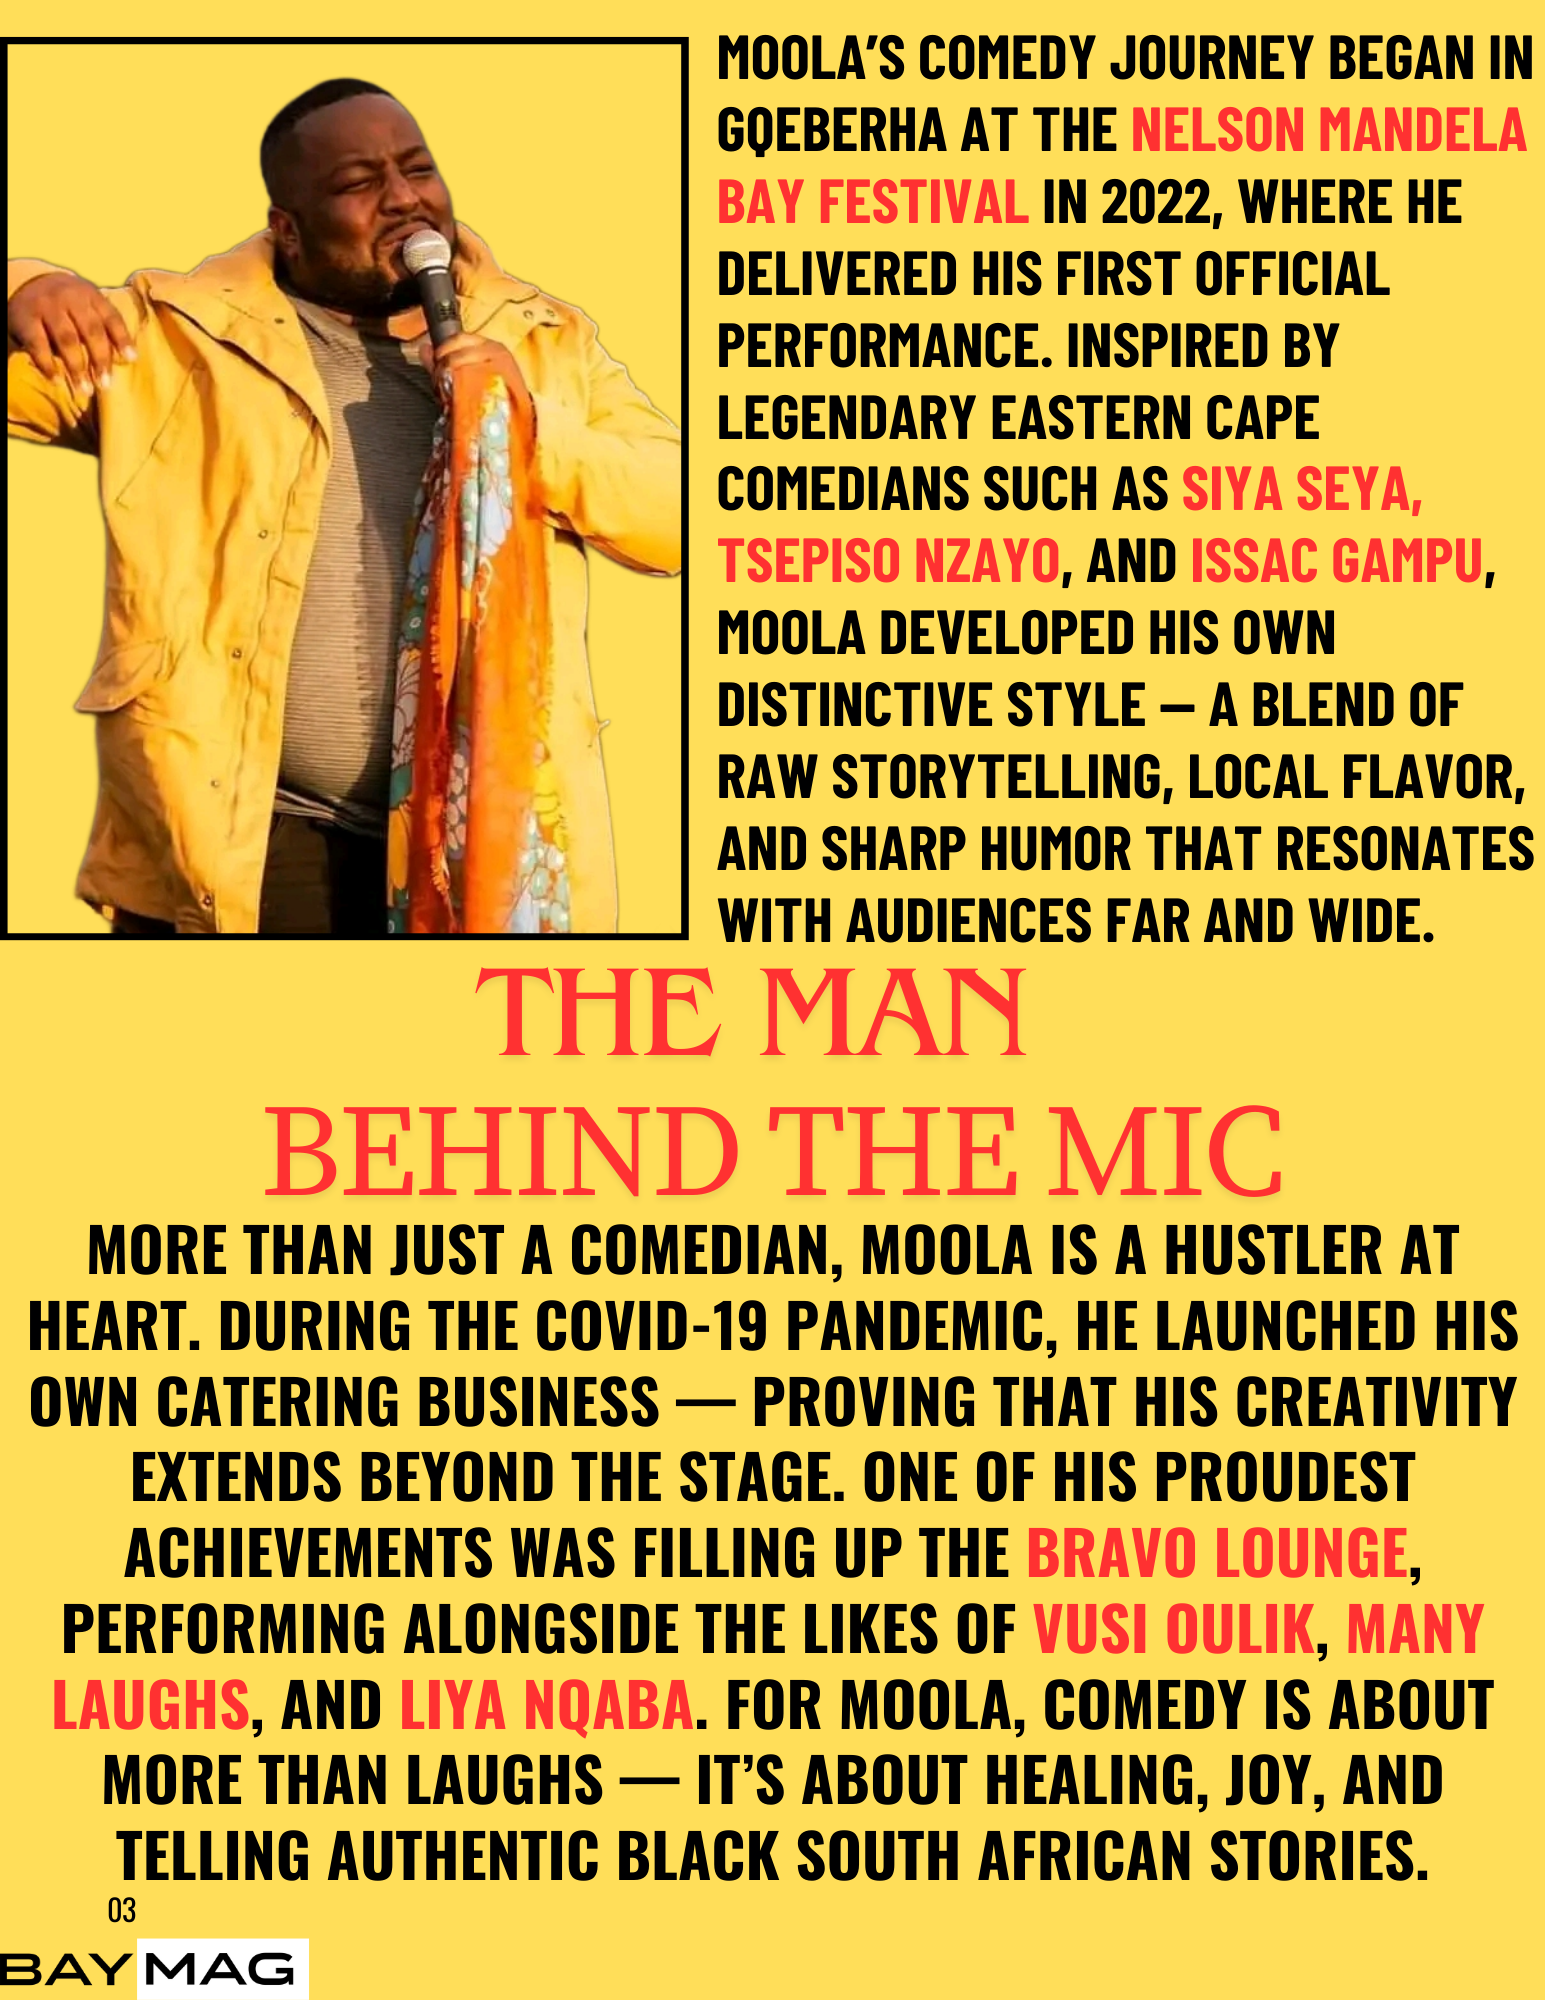 MOOLA’S COMEDY JOURNEY BEGAN IN
GQEBERHA AT THE NELSON MANDELA
BAY FESTIVAL IN 2022, WHERE HE
DELIVERED HIS FIRST OFFICIAL
PERFORMANCE. INSPIRED BY
LEGENDARY EASTERN CAPE
COMEDIANS SUCH AS SIYA SEYA,
TSEPISO NZAYO, AND ISSAC GAMPU,
MOOLA DEVELOPED HIS OWN
DISTINCTIVE STYLE – A BLEND OF
RAW STORYTELLING, LOCAL FLAVOR,
AND SHARP HUMOR THAT RESONATES
WITH AUDIENCES FAR AND WIDE.
THE MAN
BEHIND THE MIC
MORE THAN JUST A COMEDIAN, MOOLA IS A HUSTLER AT
HEART. DURING THE COVID-19 PANDEMIC, HE LAUNCHED HIS
OWN CATERING BUSINESS — PROVING THAT HIS CREATIVITY
EXTENDS BEYOND THE STAGE. ONE OF HIS PROUDEST
ACHIEVEMENTS WAS FILLING UP THE BRAVO LOUNGE,
PERFORMING ALONGSIDE THE LIKES OF VUSI OULIK, MANY
LAUGHS, AND LIYA NQABA. FOR MOOLA, COMEDY IS ABOUT
MORE THAN LAUGHS — IT’S ABOUT HEALING, JOY, AND
TELLING AUTHENTIC BLACK SOUTH AFRICAN STORIES.
03
BAYMAG